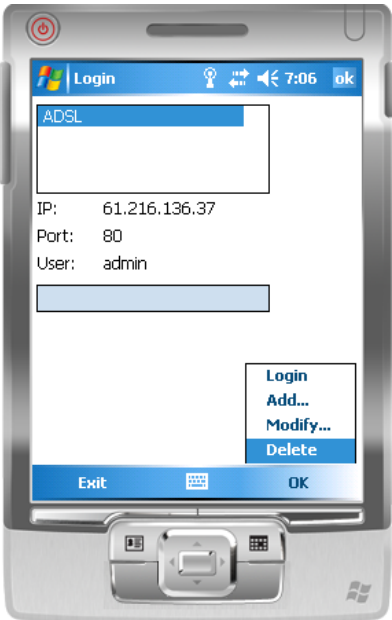 Login 7:06 ok
ADSL
IP: 61.216.136.37
Port: 80
User: admin
Login
Add...
Modify...
Delete
Exit OK